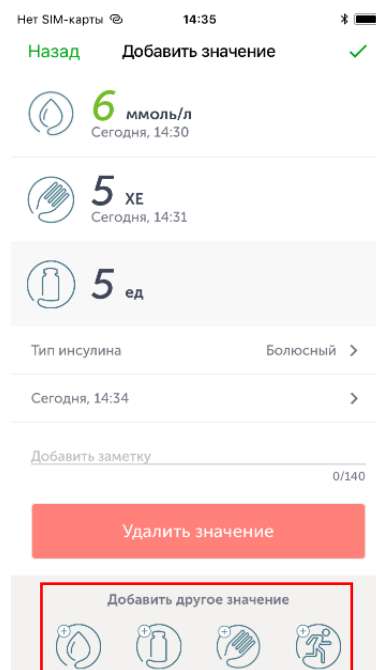 Нет SIM-карты 14:35
Назад Добавить значение
6 ммоль/л
Сегодня, 14:30
5 ХЕ
Сегодня, 14:31
5 ед
Тип инсулина Болюсный
Сегодня, 14:34
Добавить заметку
0/140
Удалить значение
Добавить другое значение